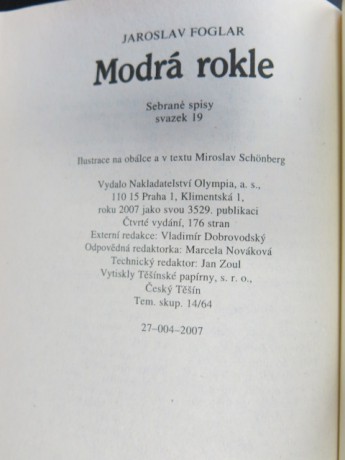 JAROSLAV FOGLAR
Modrá rokle
Sebrané spisy
svazek 19
Ilustrace na obálce a v textu Miroslav Schönberg
Vydalo Nakladatelství Olympia, a. s.,
110 15 Praha 1, Klimentská 1,
roku 2007 jako svou 3529. publikaci
Čtvrté vydání, 176 stran
Externí redakce: Vladimír Dobrovodský
Odpovědná redaktorka: Marcela Nováková
Technický redaktor: Jan Zoul
Vytiskly Těšínské papírny, s. r. o.,
Český Těšín
Tem. skup. 14/64
27–004–2007